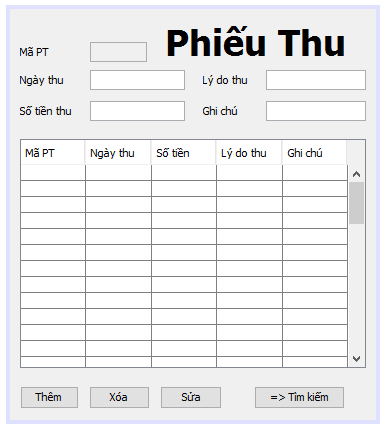 Phiếu Thu
Mã PT
Ngày thu Lý do thu
Số tiền thu Ghi chú
Mã PT Ngày thu Số tiền Lý do thu Ghi chú
Thêm Xóa Sửa => Tìm kiếm